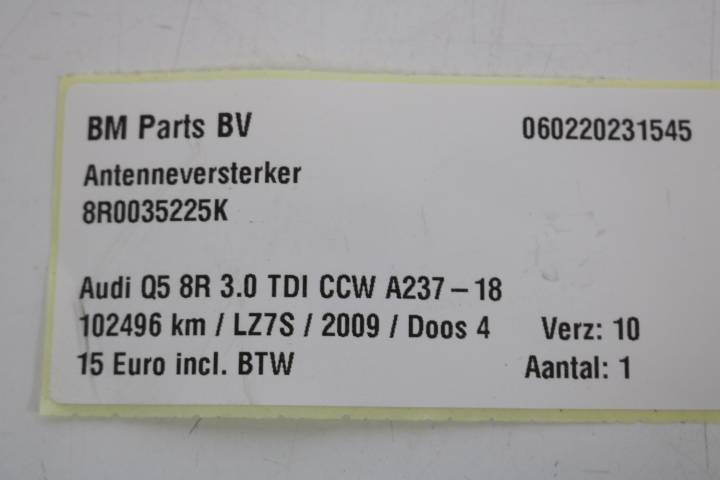 BM Parts BV 060220231545
Antenneversterker
8R0035225K
Audi Q5 8R 3.0 TDI CCW A237-18
102496 km / LZ7S / 2009 / Doos 4 Verz: 10
15 Euro incl. BTW Aantal: 1